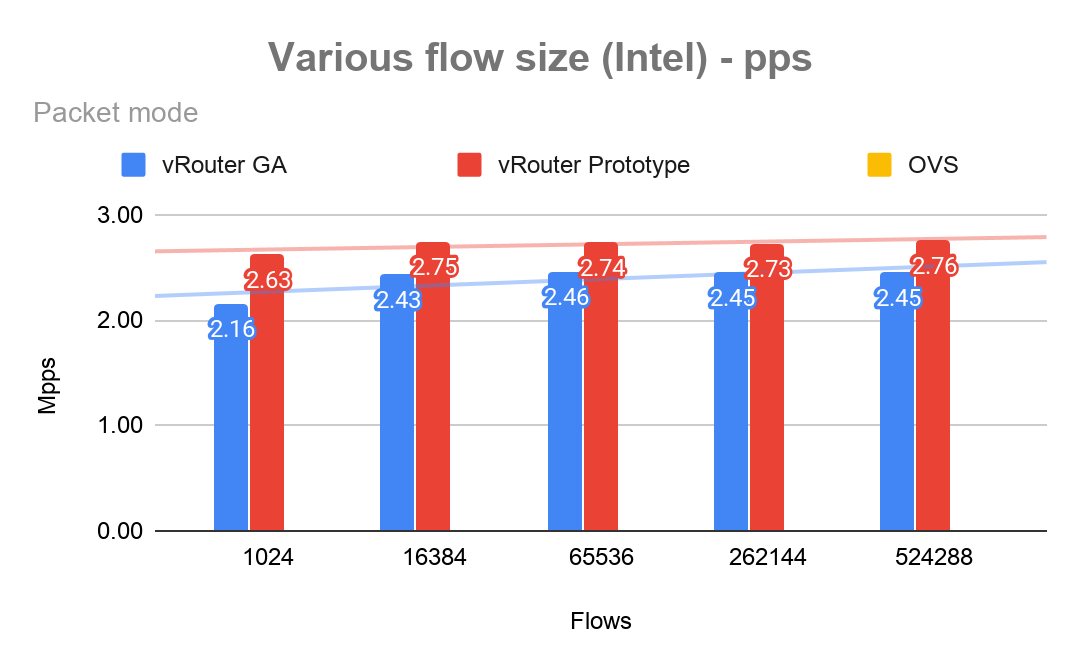 Various flow size (Intel) - pps
Packet mode
vRouter GA
vRouter Prototype
OVS
3.00
2.00
1.00
0.00
Mpps
2.16
2.63
2.43
2.75
2.46
2.74
2.45
2.73
2.45
2.76
1024
16384
65536
262144
524288
Flows